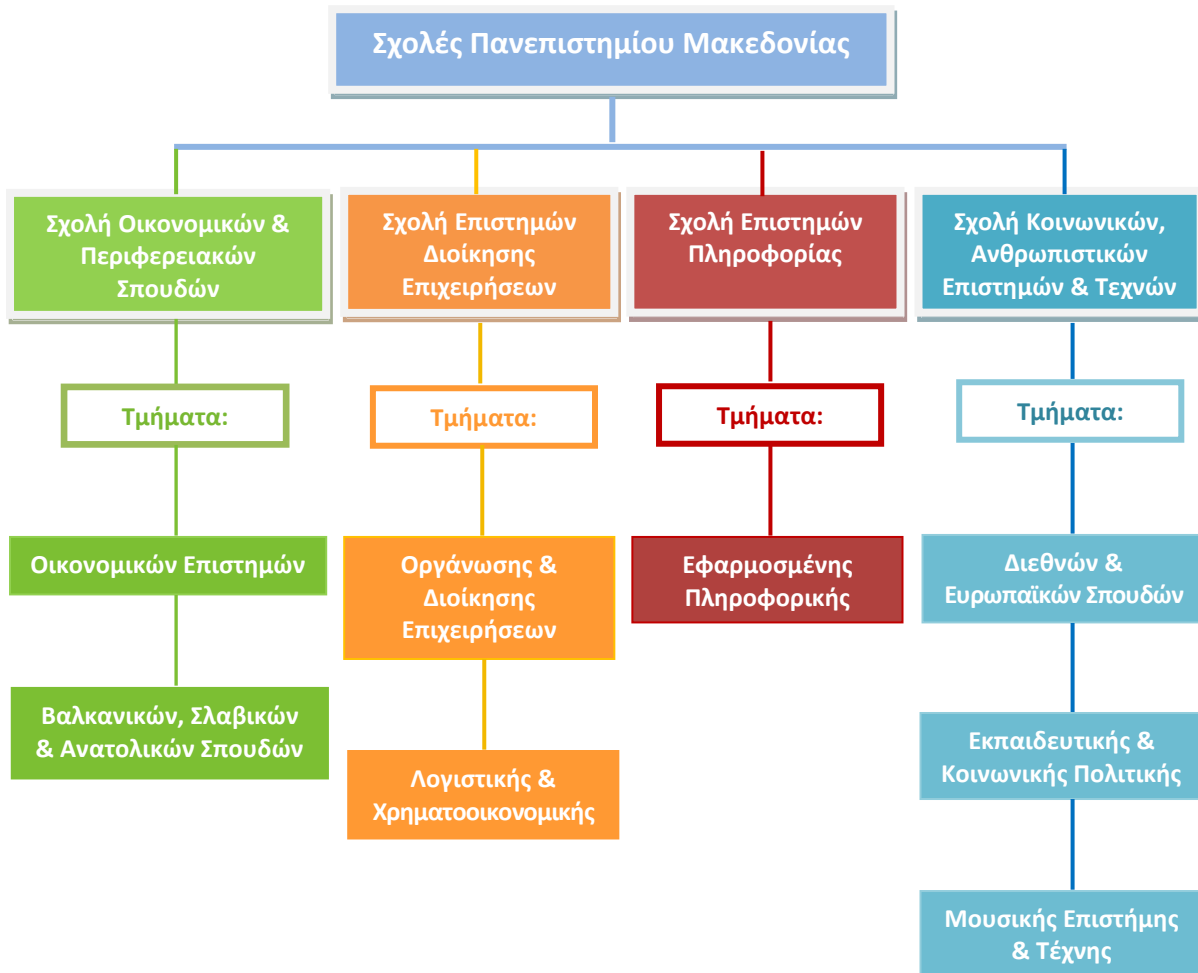 Σχολές Πανεπιστημίου Μακεδονίας
Σχολή Οικονομικών &
Περιφερειακών
Σπουδών
Σχολή Επιστημών
Διοίκησης
Επιχειρήσεων
Σχολή Επιστημών
Πληροφορίας
Σχολή Κοινωνικών,
Ανθρωπιστικών
Επιστημών & Τεχνών
Τμήματα:
Τμήματα:
Τμήματα:
Τμήματα:
Οικονομικών Επιστημών
Οργάνωσης &
Διοίκησης
Επιχειρήσεων
Εφαρμοσμένης
Πληροφορικής
Διεθνών &
Ευρωπαϊκών Σπουδών
Βαλκανικών, Σλαβικών
& Ανατολικών Σπουδών
Λογιστικής &
Χρηματοοικονομικής
Εκπαιδευτικής &
Κοινωνικής Πολιτικής
Μουσικής Επιστήμης
& Τέχνης